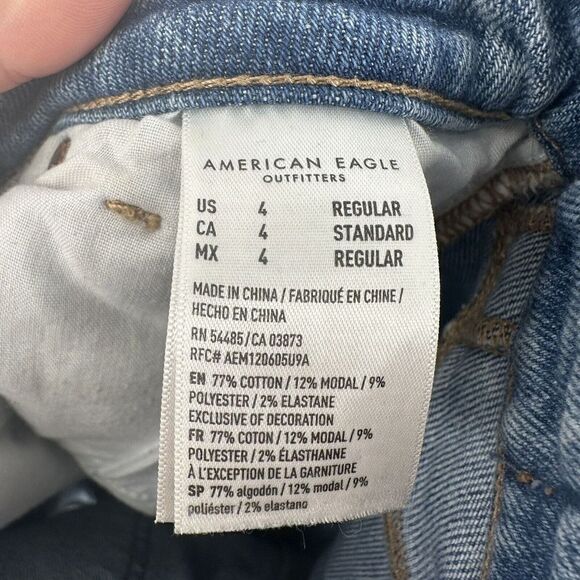 AMERICAN EAGLE
OUTFITTERS
US 4 REGULAR
CA 4 STANDARD
MX 4 REGULAR
MADE IN CHINA / FABRIQUÉ EN CHINE /
HECHO EN CHINA
RN 54485/CA 03873
RFC# AEM120605U9A
EN 77% COTTON / 12% MODAL / 9%
POLYESTER / 2% ELASTANE
EXCLUSIVE OF DECORATION
FR 77% COTON / 12% MODAL / 9%
POLYESTER / 2% ÉLASTHANNE
À L'EXCEPTION DE LA GARNITURE
SP 77% algodón / 12% modal / 9%
poliéster / 2% elastano